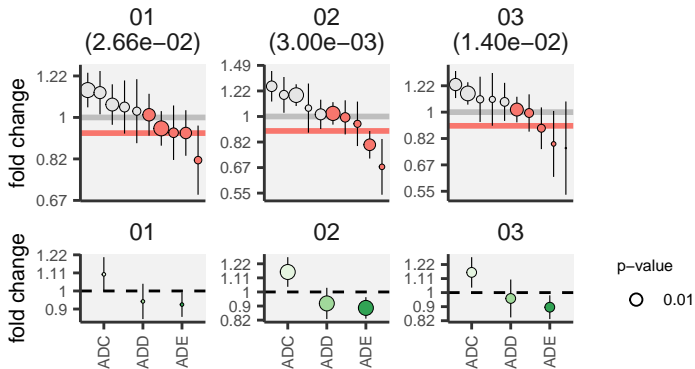 01
(2.66e−02)
02
(3.00e−03)
03
(1.40e−02)
fold change
1.22
1
0.82
0.67
1.49
1.22
1
0.82
0.67
0.55
1.22
1
0.82
0.67
0.55
01
02
03
fold change
1.22
1.11
1
0.9
1.22
1.11
1
0.9
0.82
1.22
1.11
1
0.9
0.82
ADC
ADD
ADE
ADC
ADD
ADE
ADC
ADD
ADE
p−value
0.01